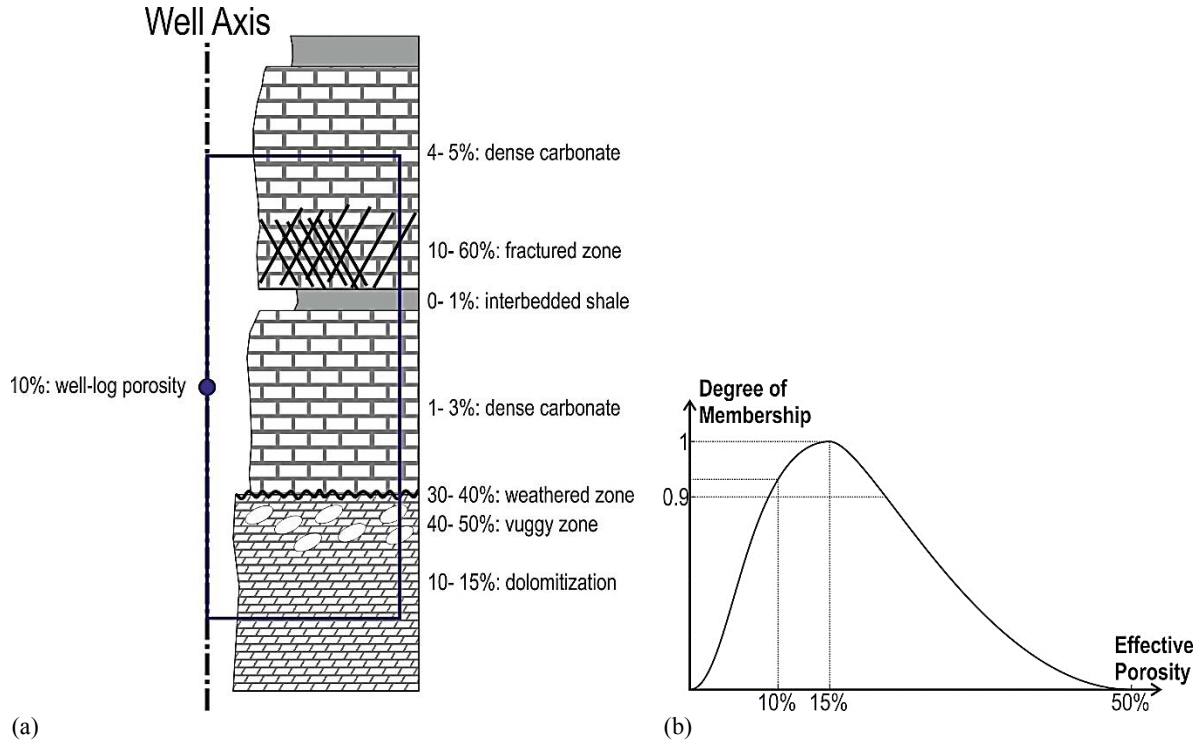 Well Axis
4- 5%: dense carbonate
10- 60%: fractured zone
0- 1%: interbedded shale
10%: well-log porosity
1- 3%: dense carbonate
30- 40%: weathered zone
40- 50%: vuggy zone
10- 15%: dolomitization
(a)
Degree of
Membership
1
0.9
Effective
Porosity
10%
15%
50%
(b)